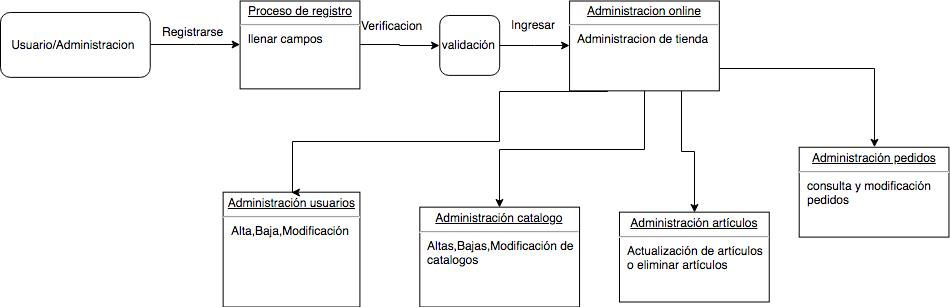 Usuario/Administracion
Registrarse
Proceso de registro
llenar campos
Verificacion
validación
Ingresar
Administracion online
Administracion de tienda
Administración usuarios
Alta,Baja,Modificación
Administración catalogo
Altas,Bajas,Modificación de
catalogos
Administración artículos
Actualización de artículos
o eliminar artículos
Administración pedidos
consulta y modificación
pedidos